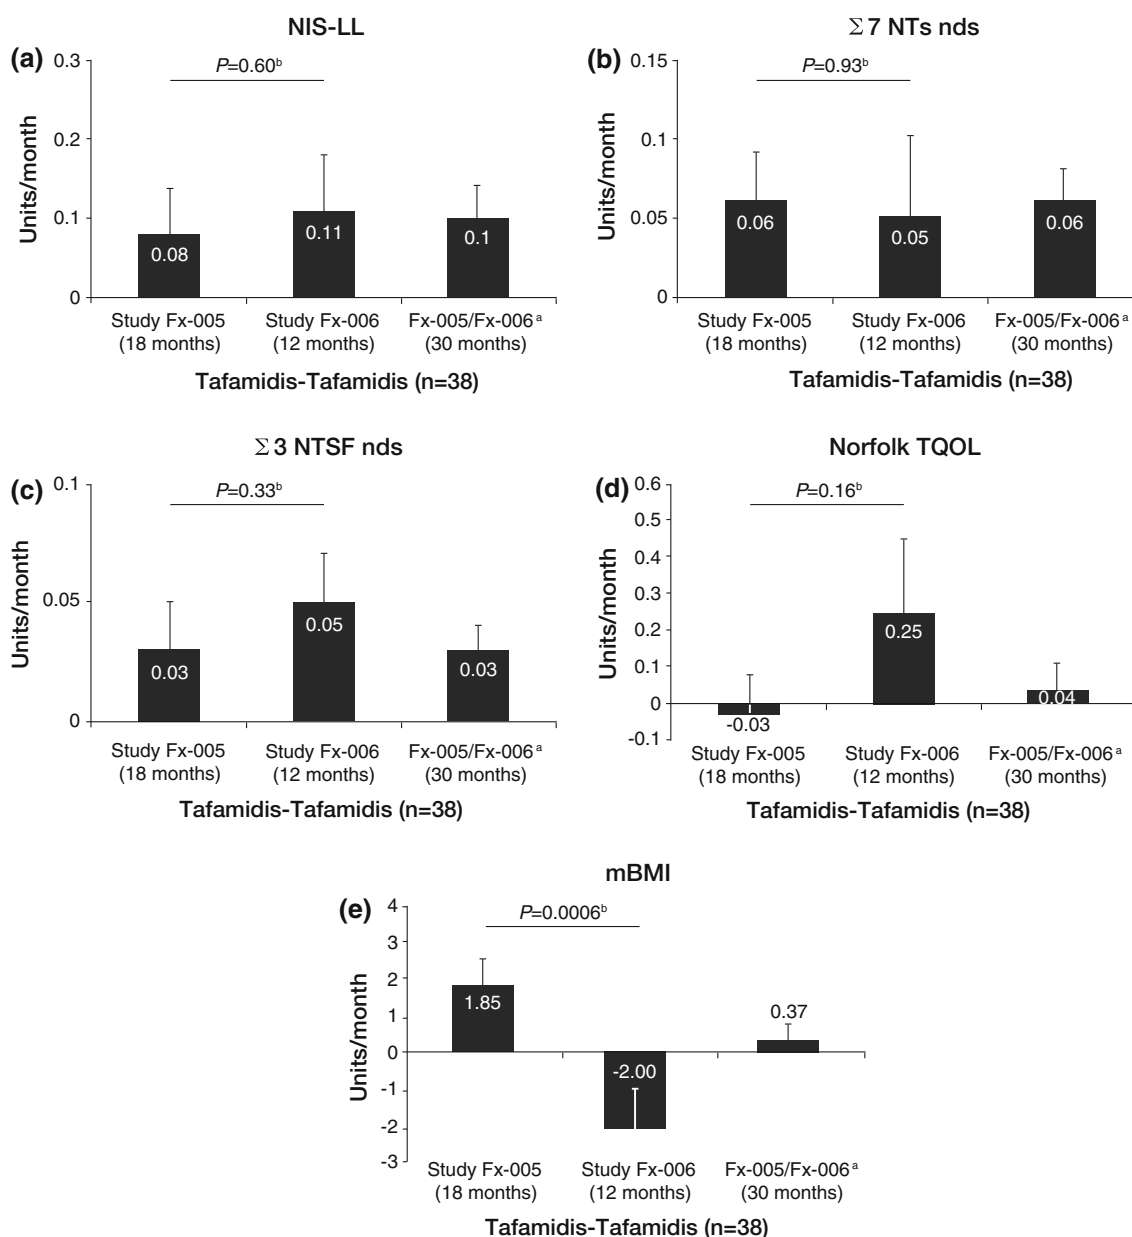 NIS-LL
(a)
0.3
0.2
0.1
0
Units/month
P=0.60ᵇ
0.08
0.11
0.1
Study Fx-005 Study Fx-006 Fx-005/Fx-006ᵃ
(18 months) (12 months) (30 months)
Tafamidis-Tafamidis (n=38)
Σ7 NTs nds
(b)
0.15
0.1
0.05
0
Units/month
P=0.93ᵇ
0.06
0.05
0.06
Study Fx-005 Study Fx-006 Fx-005/Fx-006ᵃ
(18 months) (12 months) (30 months)
Tafamidis-Tafamidis (n=38)
Σ3 NTSF nds
(c)
0.1
0.05
0
Units/month
P=0.33ᵇ
0.03
0.05
0.03
Study Fx-005 Study Fx-006 Fx-005/Fx-006ᵃ
(18 months) (12 months) (30 months)
Tafamidis-Tafamidis (n=38)
Norfolk TQOL
(d)
0.6
0.5
0.4
0.3
0.2
0.1
0
-0.1
Units/month
P=0.16ᵇ
-0.03
0.25
0.04
Study Fx-005 Study Fx-006 Fx-005/Fx-006ᵃ
(18 months) (12 months) (30 months)
Tafamidis-Tafamidis (n=38)
mBMI
(e)
4
3
2
1
0
-1
-2
-3
Units/month
P=0.0006ᵇ
1.85
-2.00
0.37
Study Fx-005 Study Fx-006 Fx-005/Fx-006ᵃ
(18 months) (12 months) (30 months)
Tafamidis-Tafamidis (n=38)